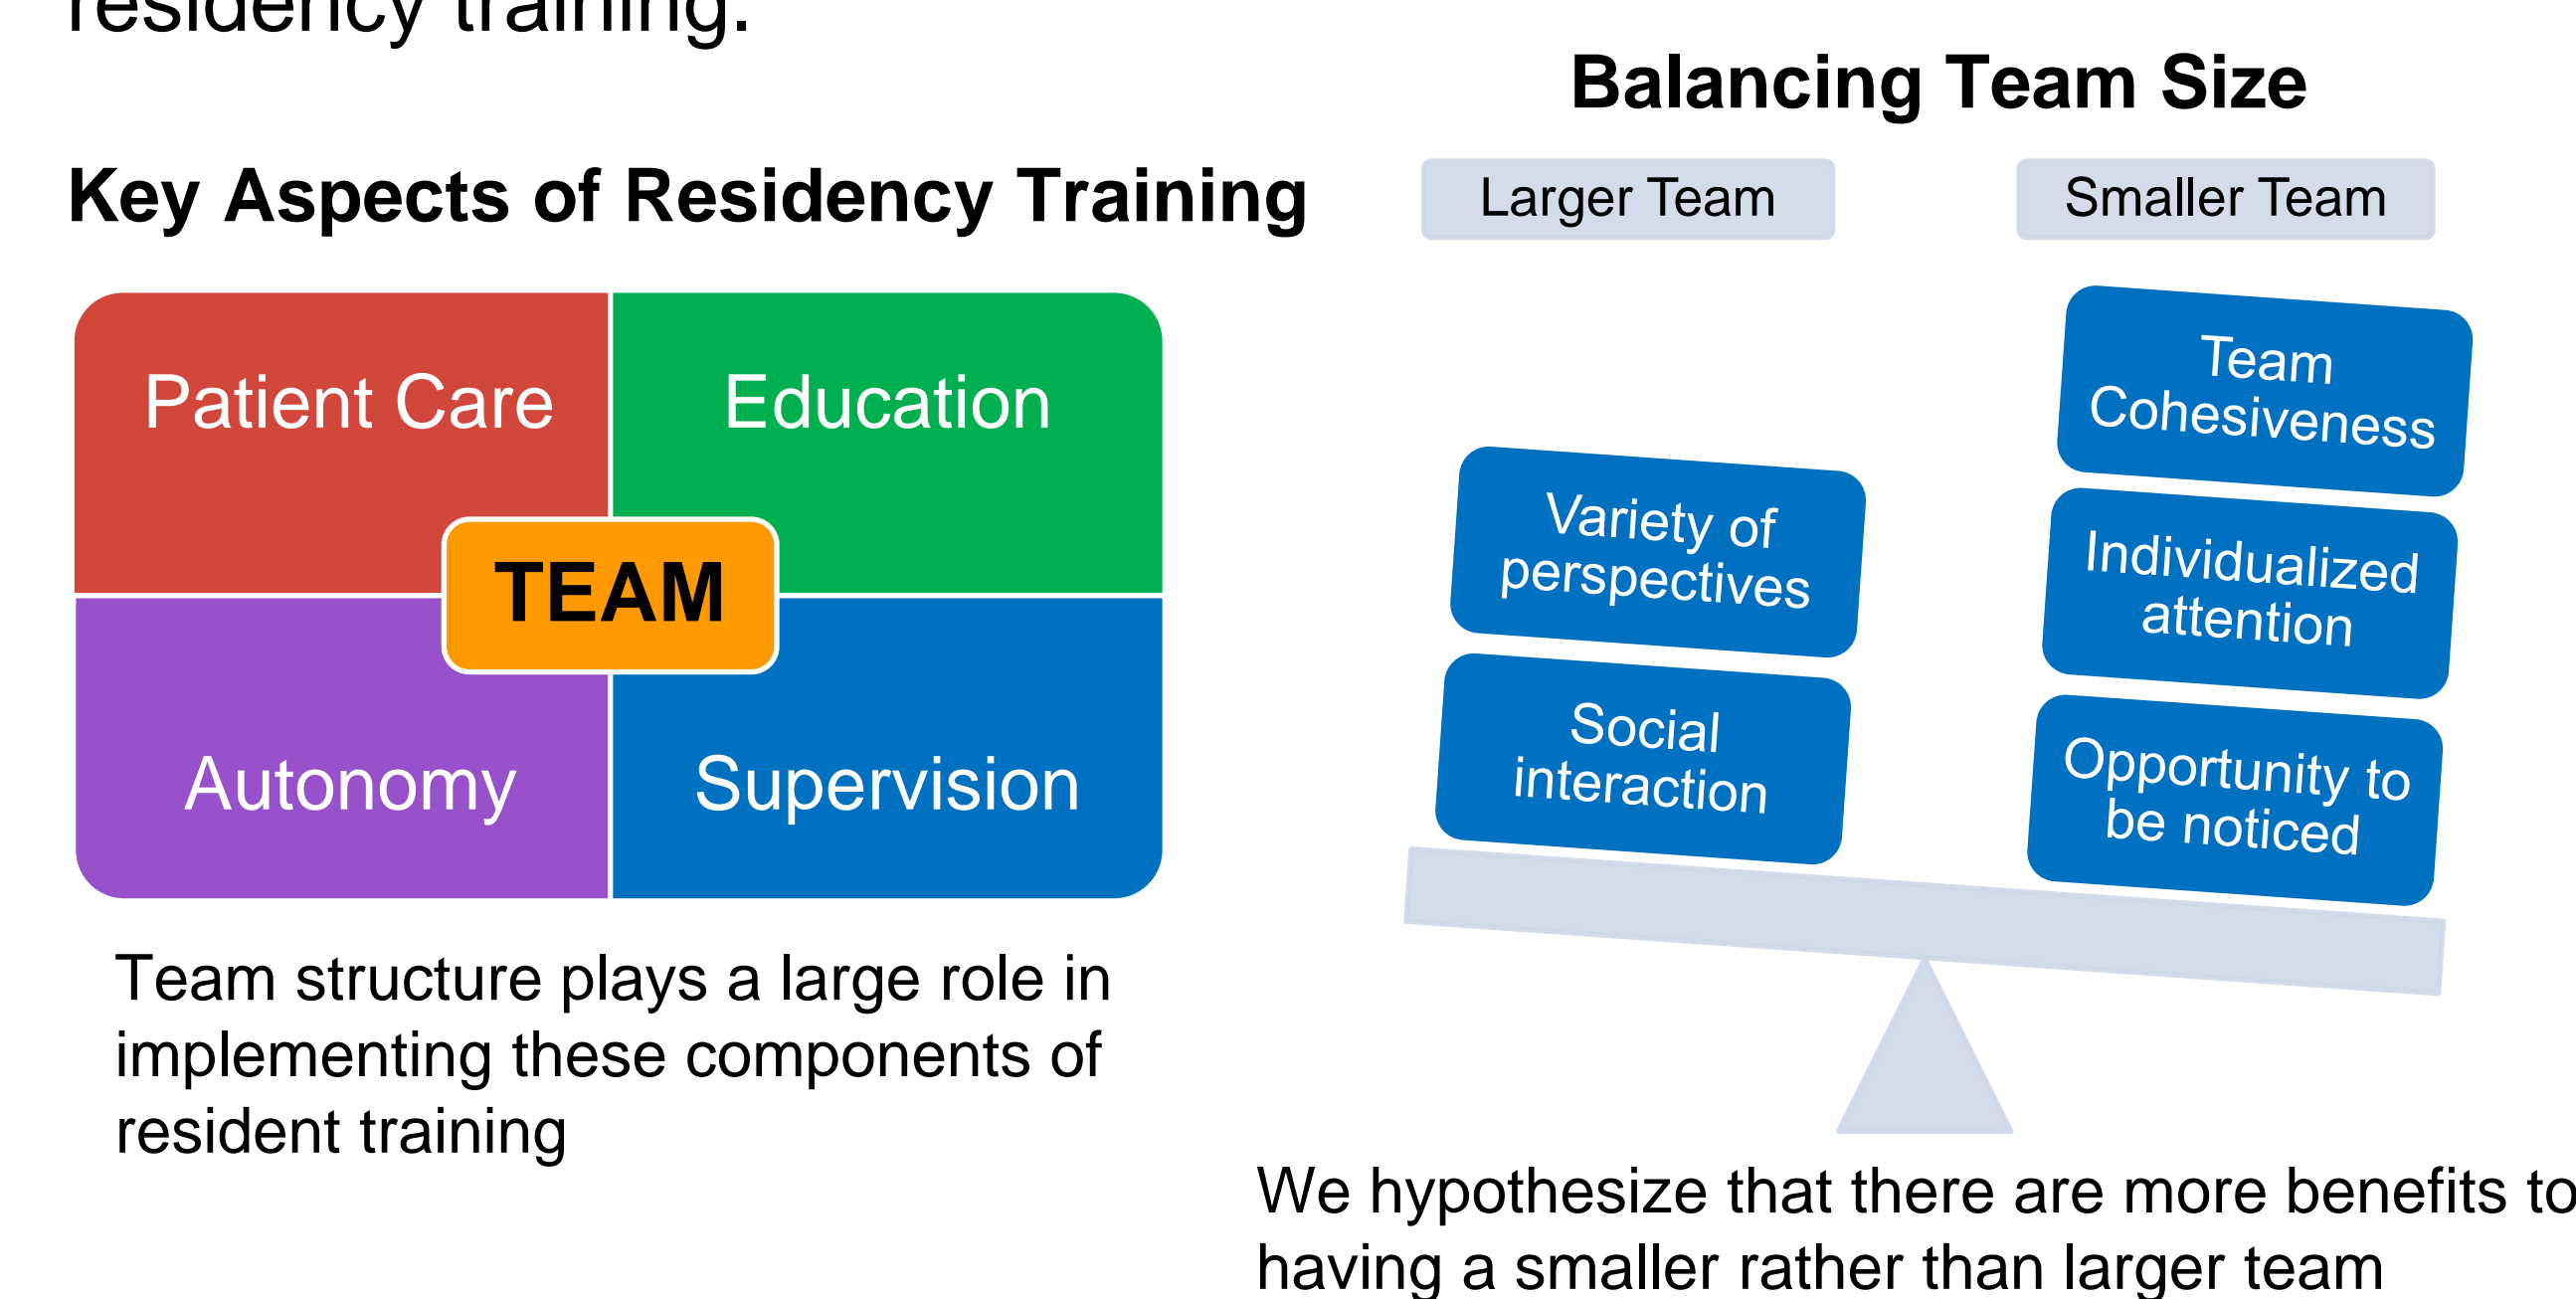 residency training.
Key Aspects of Residency Training
Patient Care
Education
TEAM
Autonomy
Supervision
Team structure plays a large role in
implementing these components of
resident training
Balancing Team Size
Larger Team
Smaller Team
Variety of
perspectives
Social
interaction
Team
Cohesiveness
Individualized
attention
Opportunity to
be noticed
We hypothesize that there are more benefits to
having a smaller rather than larger team